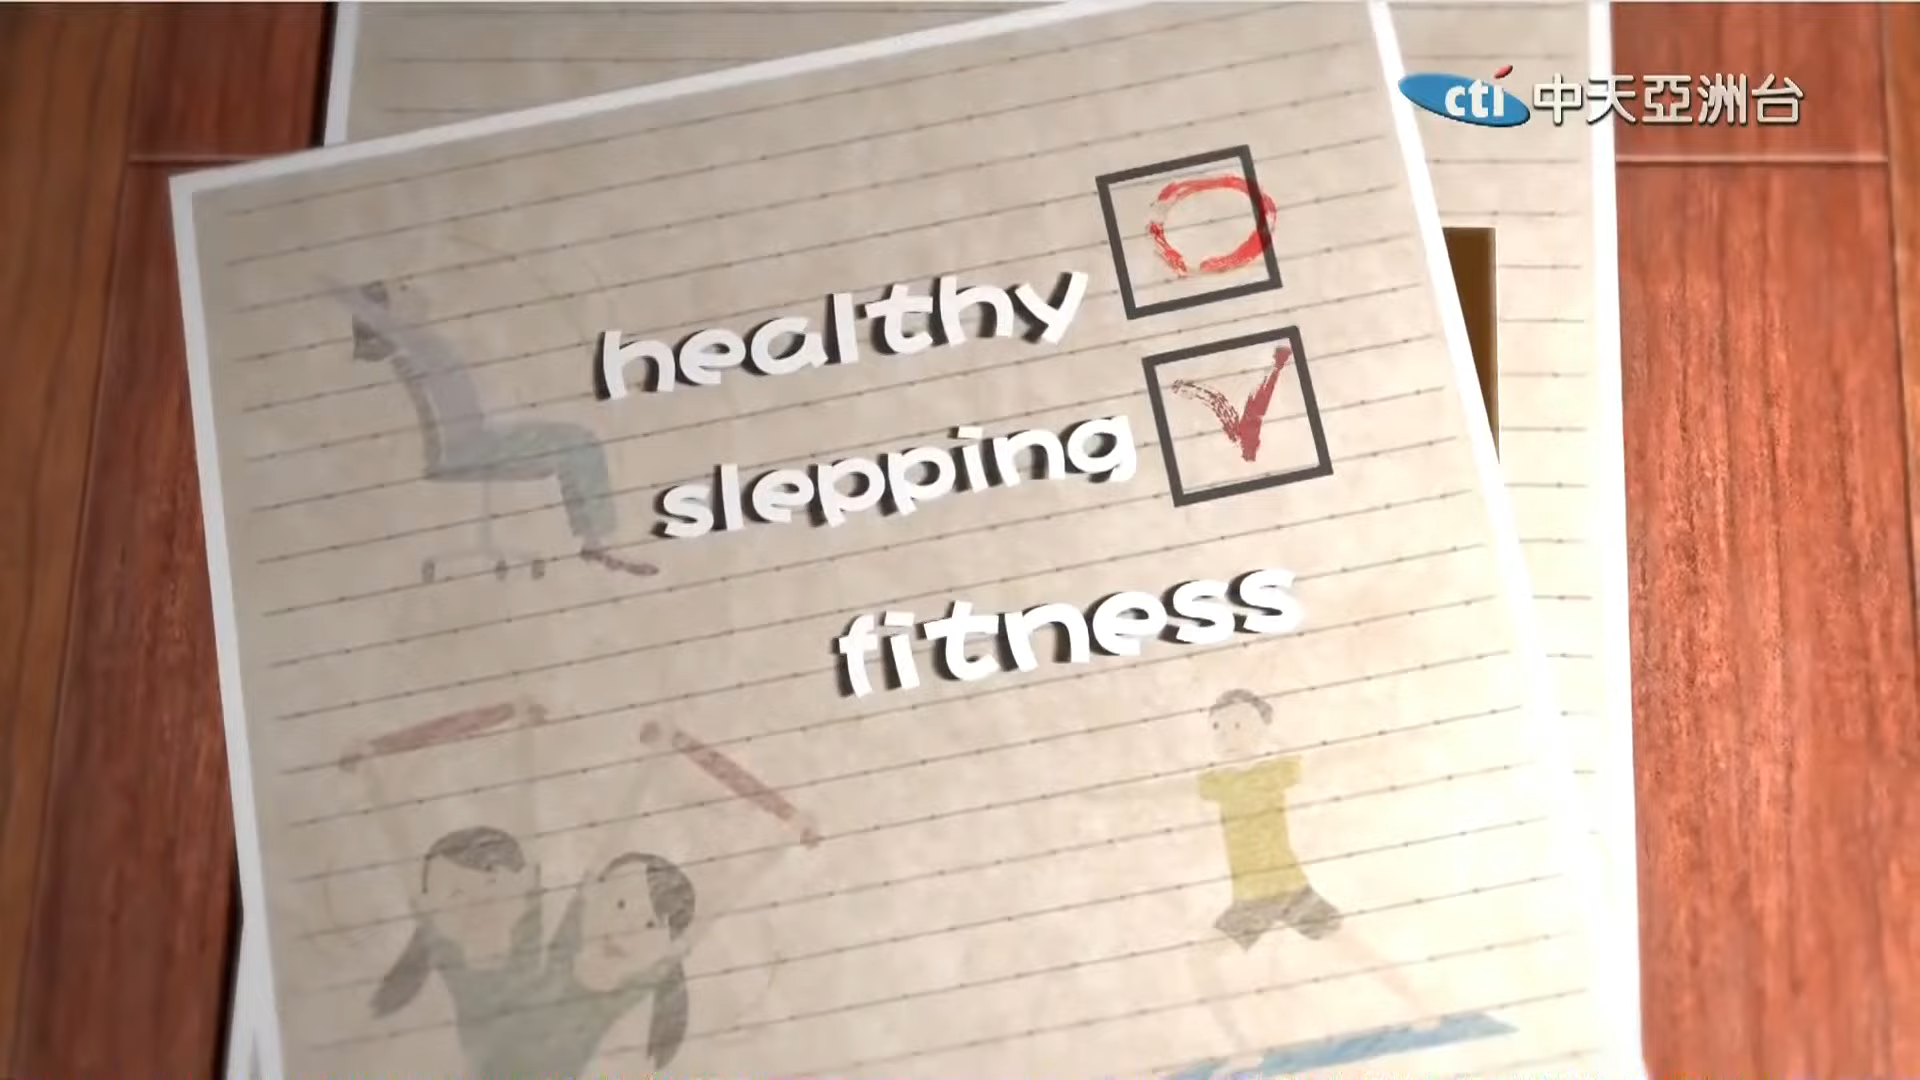 cti 中天亞洲台
healthy
slepping
fitness